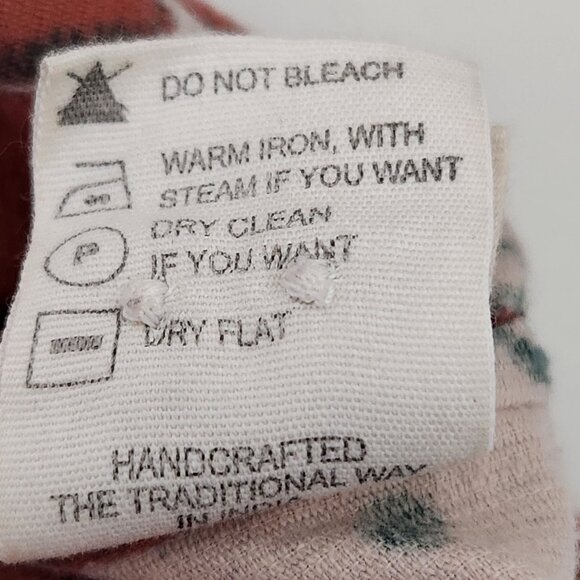 DO NOT BLEACH
WARM IRON, WITH
STEAM IF YOU WANT
P
DRY CLEAN
IF YOU WANT
DRY FLAT
HANDCRAFTED
THE TRADITIONAL WAY
IN